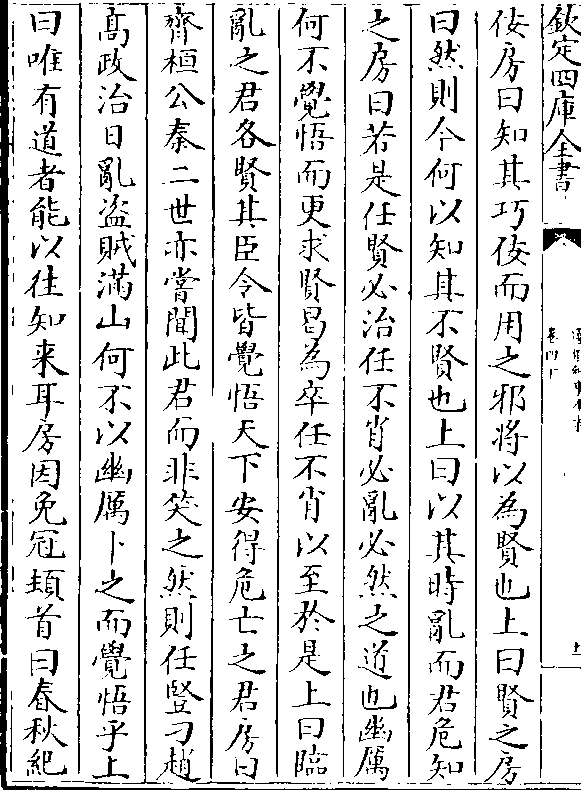 欽定四庫全書
佞房曰知其巧佞而用之邪將以為賢也上曰賢之房
曰然則今何以知其不賢也上曰以其時亂而君危知
之房曰若是任賢必治任不肖必亂必然之道也幽厲
何不覺悟而更求賢曷為卒任不肖以至於是上曰臨
亂之君各賢其臣令皆覺悟天下安得危亡之君房曰
齊桓公秦二世亦嘗聞此君而非笑之然則任豎刁趙
髙政治日亂盗賊滿山何不以幽厲卜之而覺悟乎上
曰唯有道者能以往知来耳房因免冠頓首曰春秋紀